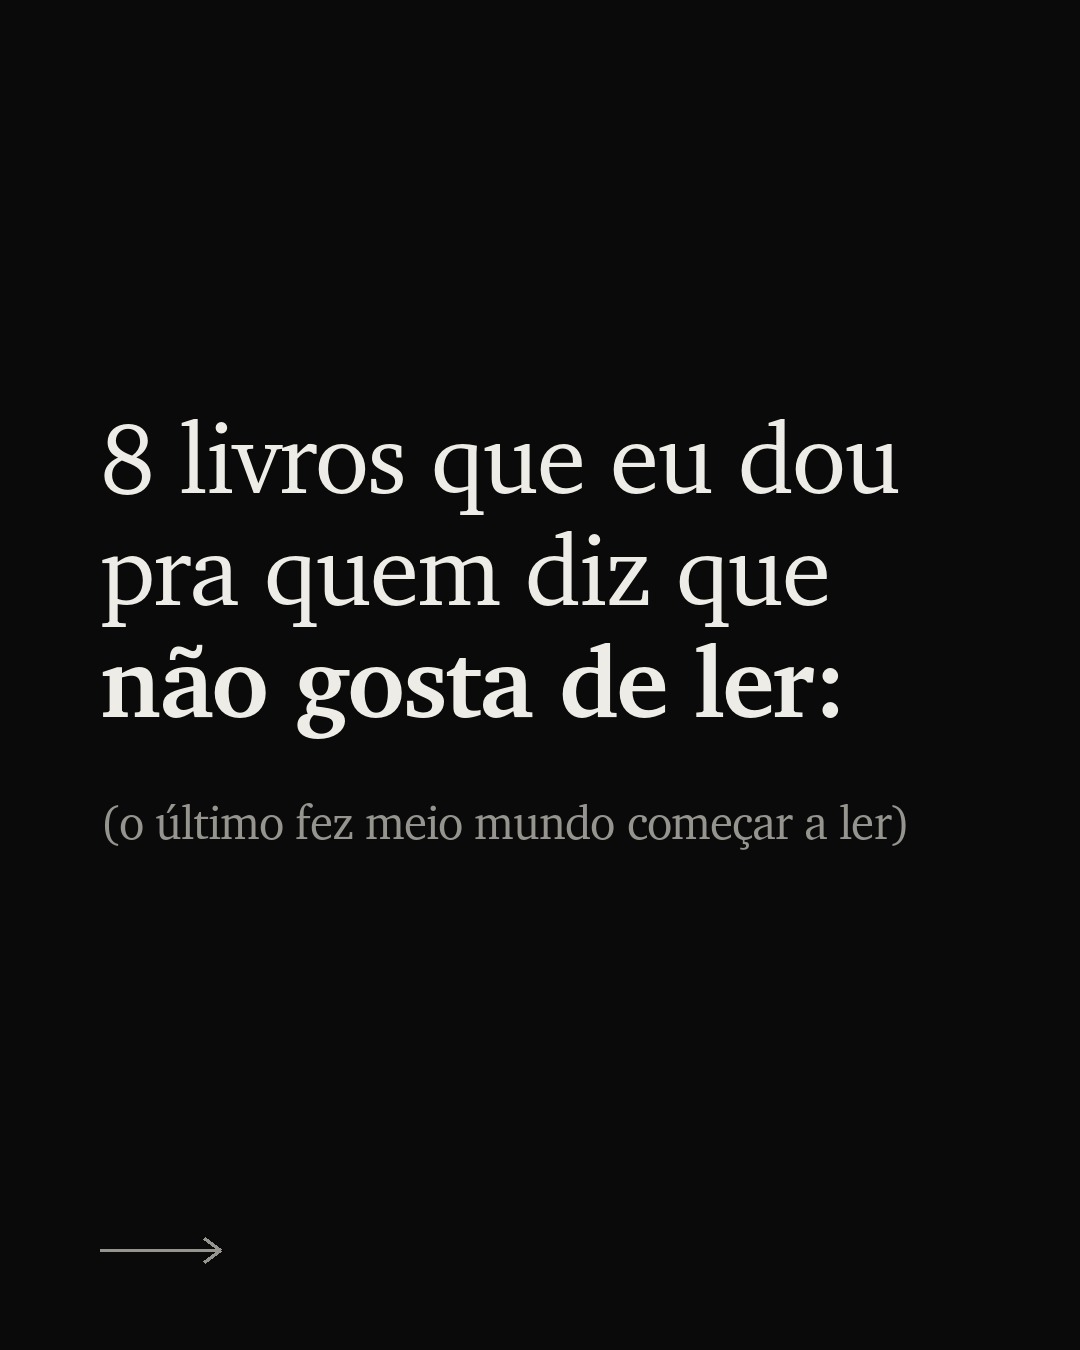 8 livros que eu dou
pra quem diz que
não gosta de ler:
(o último fez meio mundo começar a ler)